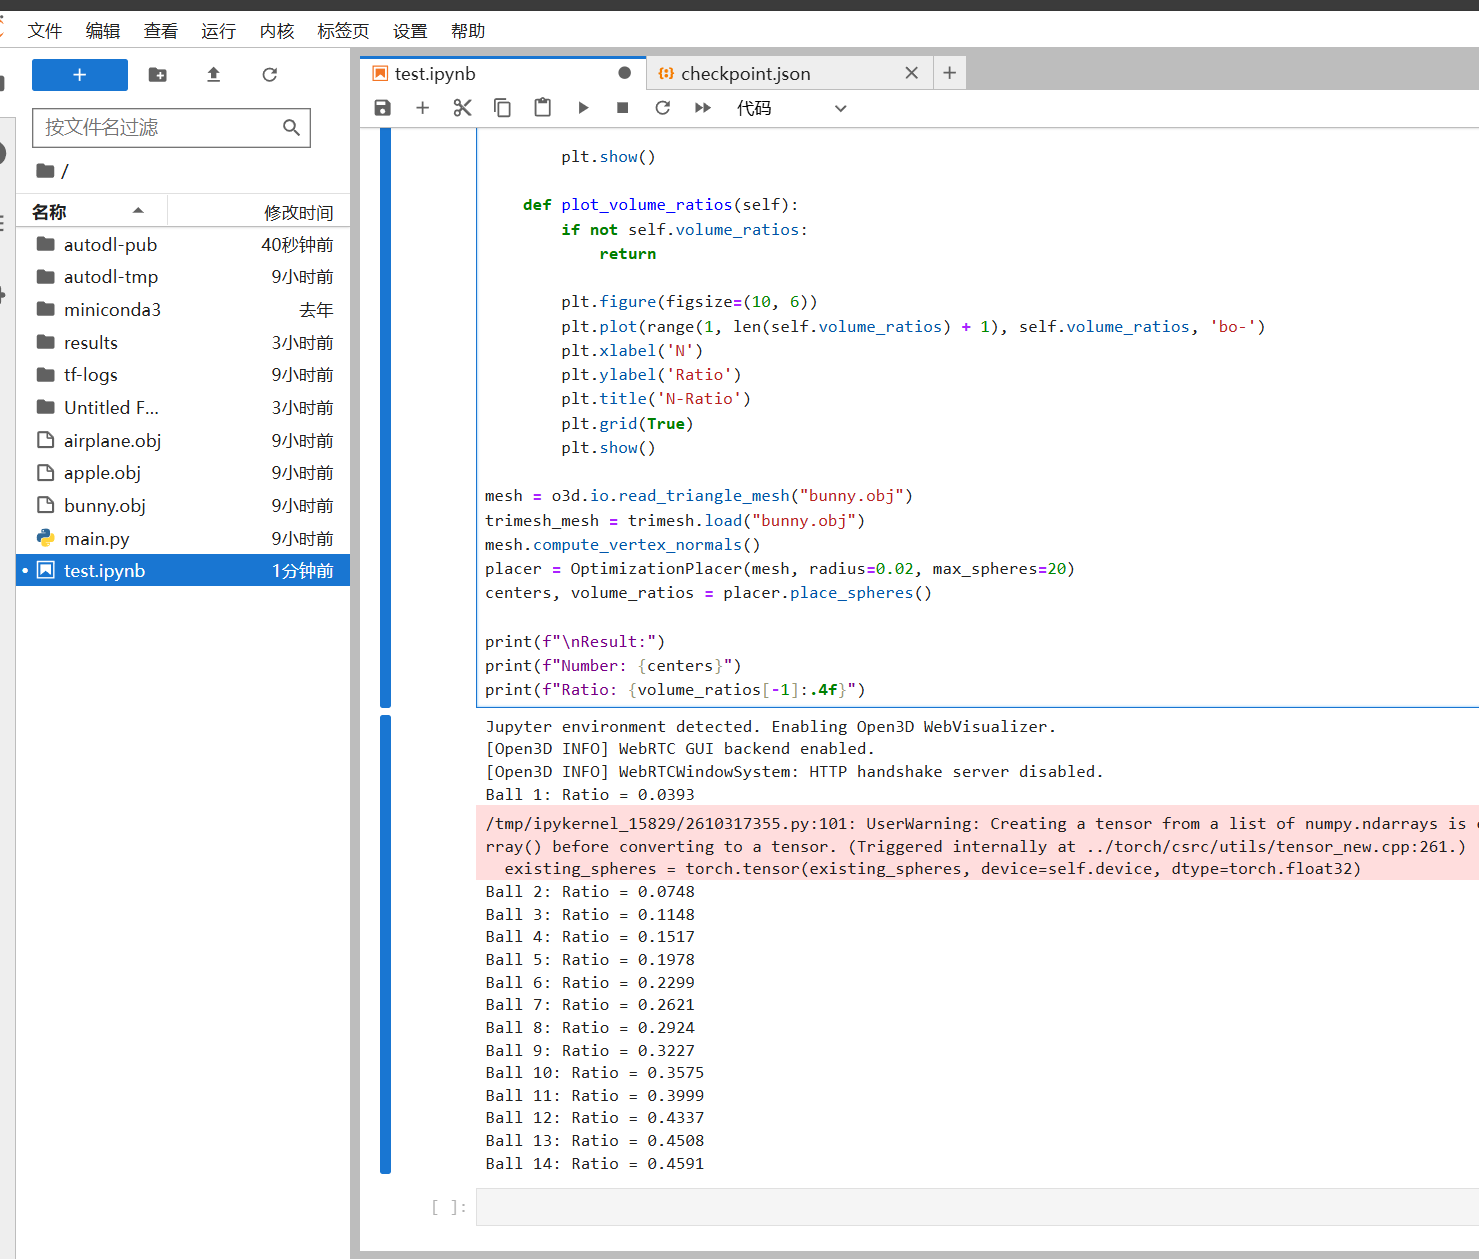 文件 编辑 查看 运行 内核 标签页 设置 帮助
test.ipynb
checkpoint.json
代码
按文件名过滤
/
名称 修改时间
autodl-pub 40秒钟前
autodl-tmp 9小时前
miniconda3 去年
results 3小时前
tf-logs 9小时前
Untitled F... 3小时前
airplane.obj 9小时前
apple.obj 9小时前
bunny.obj 9小时前
main.py 9小时前
test.ipynb 1分钟前
plt.show()
def plot_volume_ratios(self):
if not self.volume_ratios:
return
plt.figure(figsize=(10, 6))
plt.plot(range(1, len(self.volume_ratios) + 1), self.volume_ratios, 'bo-')
plt.xlabel('N')
plt.ylabel('Ratio')
plt.title('N-Ratio')
plt.grid(True)
plt.show()
mesh = o3d.io.read_triangle_mesh("bunny.obj")
trimesh_mesh = trimesh.load("bunny.obj")
mesh.compute_vertex_normals()
placer = OptimizationPlacer(mesh, radius=0.02, max_spheres=20)
centers, volume_ratios = placer.place_spheres()
print(f"\nResult:")
print(f"Number: {centers}")
print(f"Ratio: {volume_ratios[-1]:.4f}")
Jupyter environment detected. Enabling Open3D WebVisualizer.
[Open3D INFO] WebRTC GUI backend enabled.
[Open3D INFO] WebRTCWindowSystem: HTTP handshake server disabled.
Ball 1: Ratio = 0.0393
/tmp/ipykernel_15829/2610317355.py:101: UserWarning: Creating a tensor from a list of numpy.ndarrays is
rray() before converting to a tensor. (Triggered internally at ../torch/csrc/utils/tensor_new.cpp:261.)
existing_spheres = torch.tensor(existing_spheres, device=self.device, dtype=torch.float32)
Ball 2: Ratio = 0.0748
Ball 3: Ratio = 0.1148
Ball 4: Ratio = 0.1517
Ball 5: Ratio = 0.1978
Ball 6: Ratio = 0.2299
Ball 7: Ratio = 0.2621
Ball 8: Ratio = 0.2924
Ball 9: Ratio = 0.3227
Ball 10: Ratio = 0.3575
Ball 11: Ratio = 0.3999
Ball 12: Ratio = 0.4337
Ball 13: Ratio = 0.4508
Ball 14: Ratio = 0.4591
[ ]: